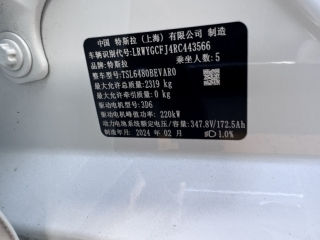 中国 特斯拉（上海）有限公司 制造
车辆识别代号:LRWYGCFJ4RC443566
品牌:特斯拉 乘坐人数:5
整车型号:TSL6480BEVAR0
最大允许总质量:2319 kg
最大允许牵引质量:0 kg
驱动电机型号:3D6
驱动电机峰值功率:220kW
动力电池系统额定电压/容量:347.8V/172.5Ah
制造年月:2024 年 02 月 1.0%